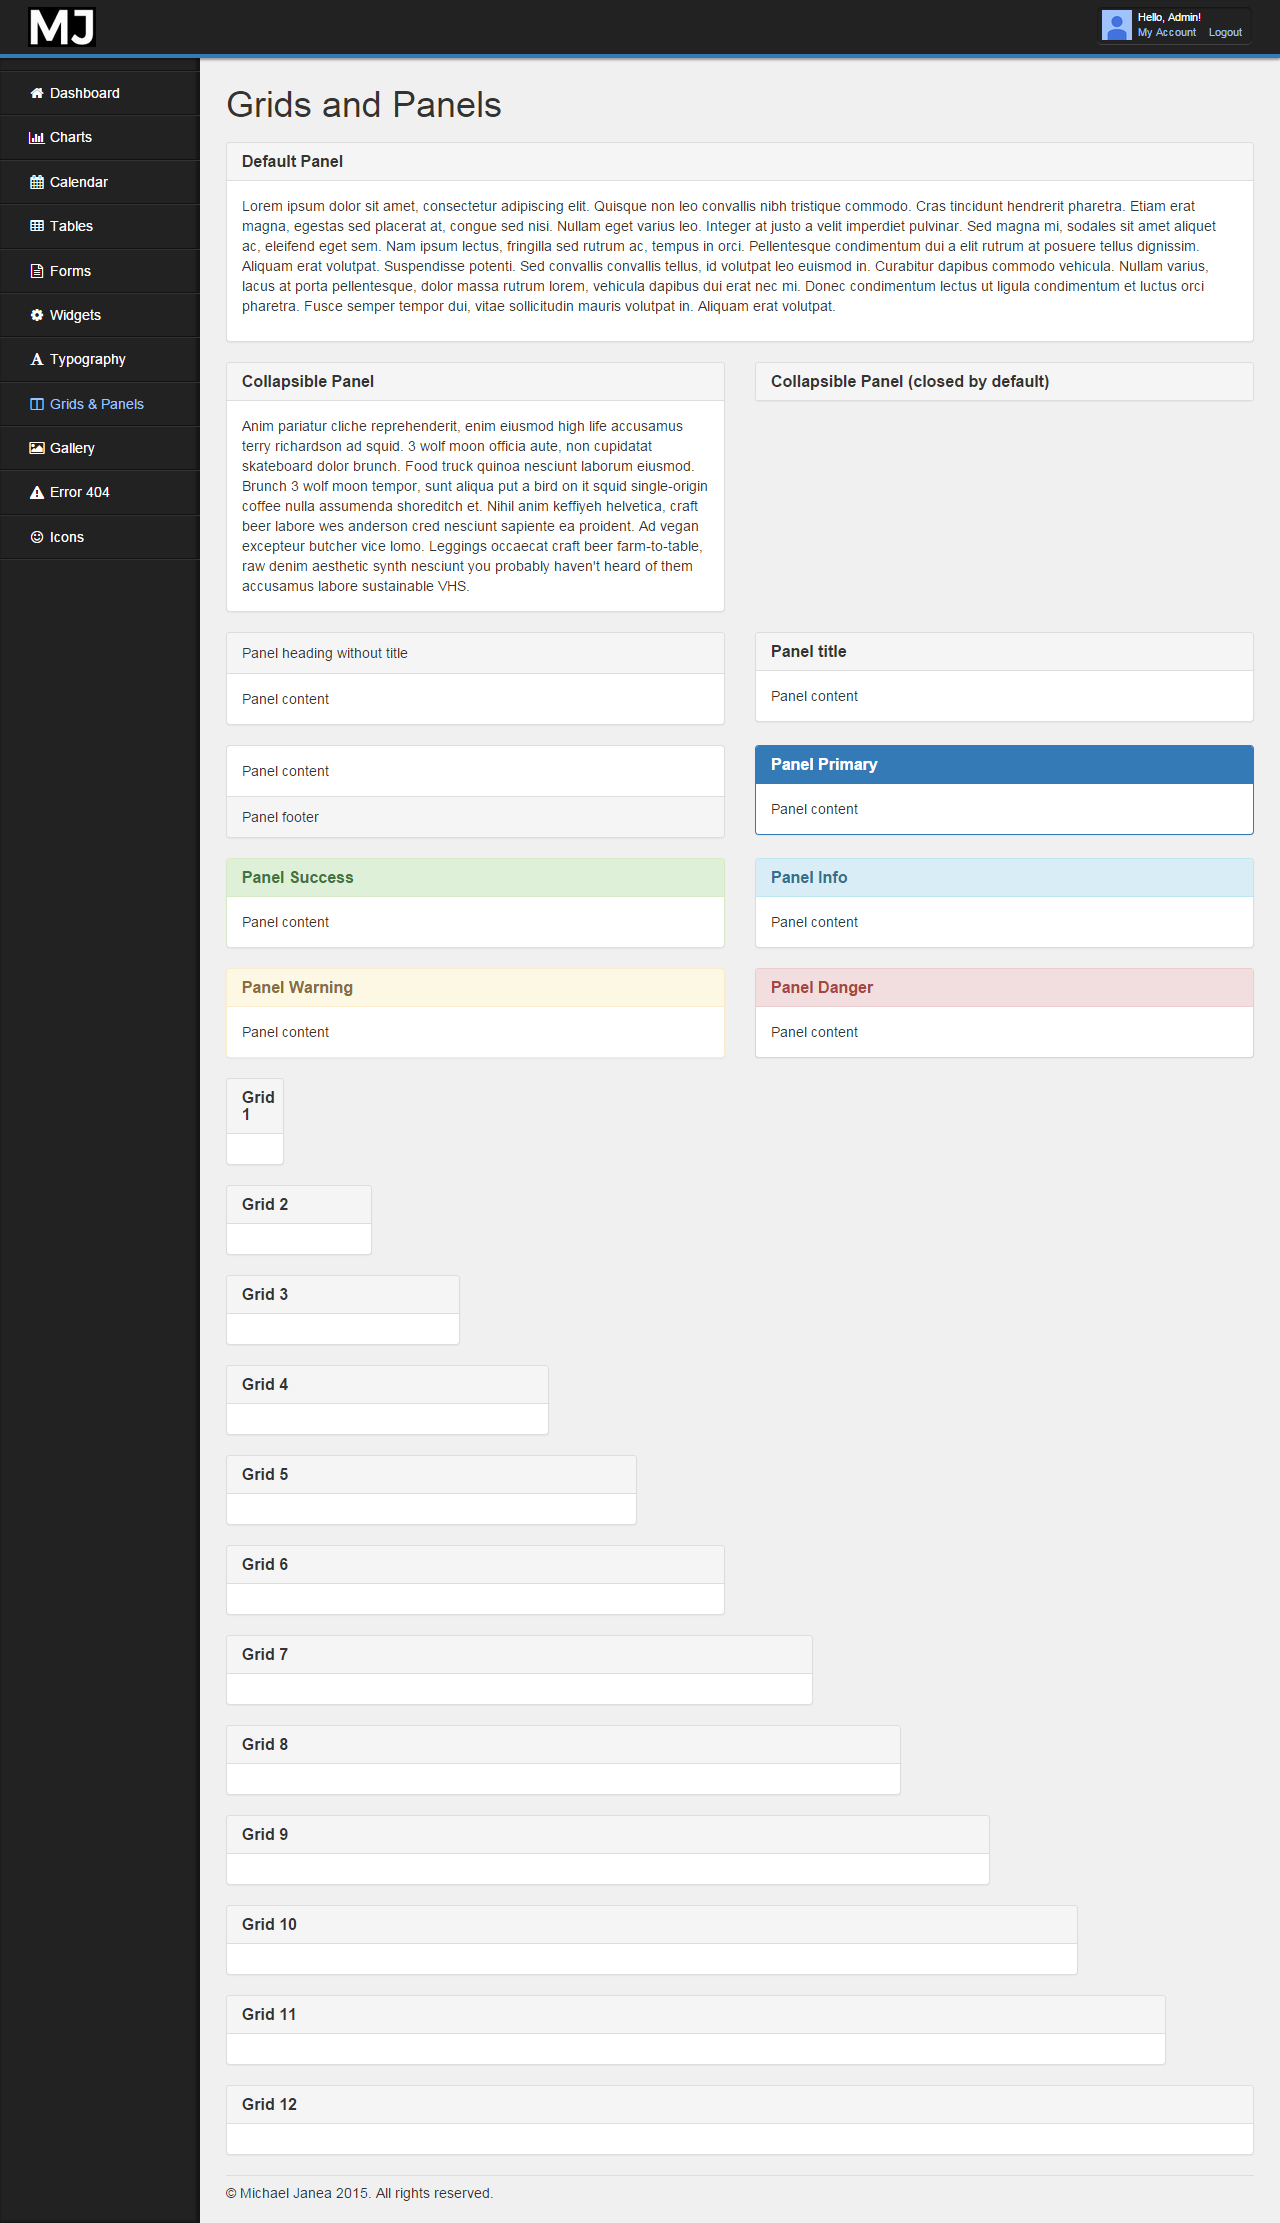 MJ
Hello, Admin!
My Account Logout
Dashboard
Charts
Calendar
Tables
Forms
Widgets
Typography
Grids & Panels
Gallery
Error 404
Icons
Grids and Panels
Default Panel
Lorem ipsum dolor sit amet, consectetur adipiscing elit. Quisque non leo convallis nibh tristique commodo. Cras tincidunt hendrerit pharetra. Etiam erat
magna, egestas sed placerat at, congue sed nisi. Nullam eget varius leo. Integer at justo a velit imperdiet pulvinar. Sed magna mi, sodales sit amet aliquet
ac, eleifend eget sem. Nam ipsum lectus, fringilla sed rutrum ac, tempus in orci. Pellentesque condimentum dui a elit rutrum at posuere tellus dignissim.
Aliquam erat volutpat. Suspendisse potenti. Sed convallis convallis tellus, id volutpat leo euismod in. Curabitur dapibus commodo vehicula. Nullam varius,
lacus at porta pellentesque, dolor massa rutrum lorem, vehicula dapibus dui erat nec mi. Donec condimentum lectus ut ligula condimentum et luctus orci
pharetra. Fusce semper tempor dui, vitae sollicitudin mauris volutpat in. Aliquam erat volutpat.
Collapsible Panel
Anim pariatur cliche reprehenderit, enim eiusmod high life accusamus
terry richardson ad squid. 3 wolf moon officia aute, non cupidatat
skateboard dolor brunch. Food truck quinoa nesciunt laborum eiusmod.
Brunch 3 wolf moon tempor, sunt aliqua put a bird on it squid single-origin
coffee nulla assumenda shoreditch et. Nihil anim keffiyeh helvetica, craft
beer labore wes anderson cred nesciunt sapiente ea proident. Ad vegan
excepteur butcher vice lomo. Leggings occaecat craft beer farm-to-table,
raw denim aesthetic synth nesciunt you probably haven't heard of them
accusamus labore sustainable VHS.
Collapsible Panel (closed by default)
Panel heading without title
Panel content
Panel title
Panel content
Panel content
Panel footer
Panel Primary
Panel content
Panel Success
Panel content
Panel Info
Panel content
Panel Warning
Panel content
Panel Danger
Panel content
Grid
1
Grid 2
Grid 3
Grid 4
Grid 5
Grid 6
Grid 7
Grid 8
Grid 9
Grid 10
Grid 11
Grid 12
© Michael Janea 2015. All rights reserved.